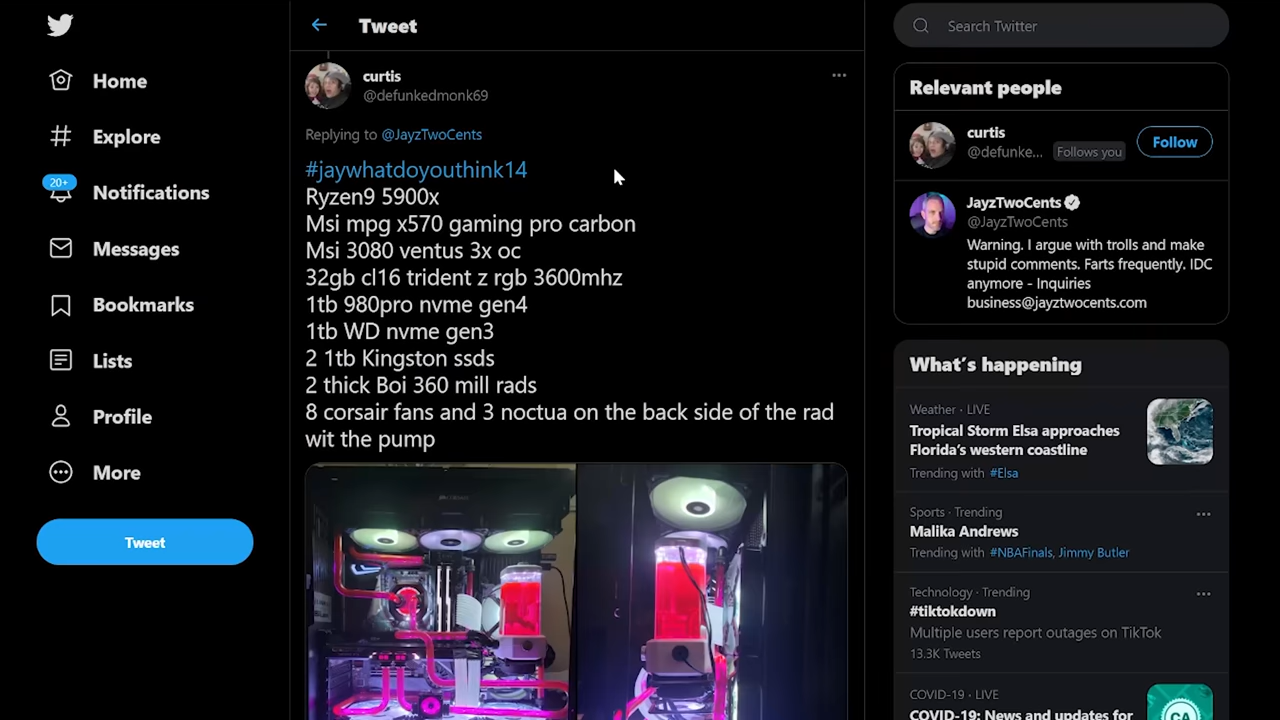 Home
Explore
20+
Notifications
Messages
Bookmarks
Lists
Profile
More
Tweet
Tweet
curtis
@defunkedmonk69
Replying to @JayzTwoCents
#jaywhatdoyouthink14
Ryzen9 5900x
Msi mpg x570 gaming pro carbon
Msi 3080 ventus 3x oc
32gb cl16 trident z rgb 3600mhz
1tb 980pro nvme gen4
1tb WD nvme gen3
2 1tb Kingston ssds
2 thick Boi 360 mill rads
8 corsair fans and 3 noctua on the back side of the rad
wit the pump
Search Twitter
Relevant people
curtis
@defunke... Follows you
Follow
JayzTwoCents
@JayzTwoCents
Warning. I argue with trolls and make
stupid comments. Farts frequently. IDC
anymore - Inquiries
business@jayztwocents.com
What's happening
Weather · LIVE
Tropical Storm Elsa approaches
Florida's western coastline
Trending with #Elsa
Sports · Trending
Malika Andrews
Trending with #NBAFinals, Jimmy Butler
Technology · Trending
#tiktokdown
Multiple users report outages on TikTok
13.3K Tweets
COVID-19 · LIVE
COVID-19: News and updates for